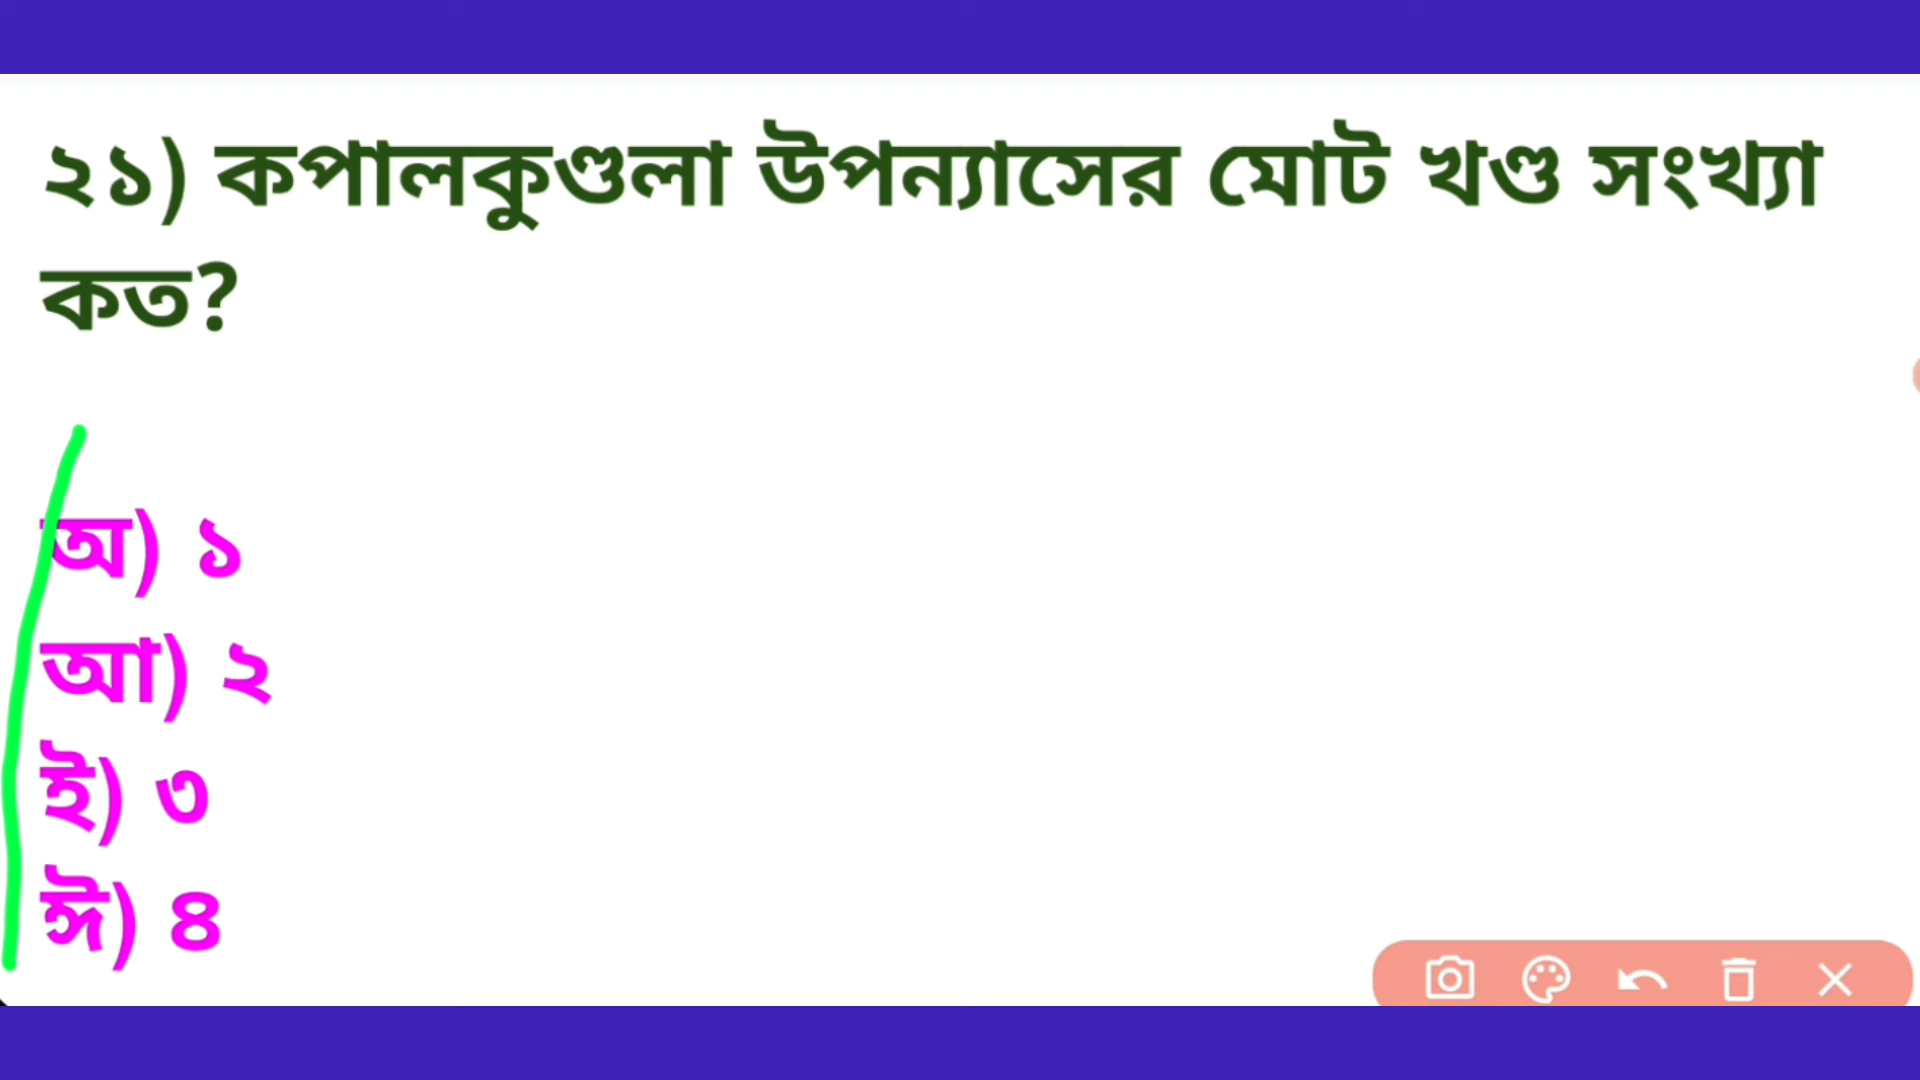 ২১) কপালকুণ্ডলা উপন্যাসের মোট খণ্ড সংখ্যা
কত?
অ) ১
আ) ২
ই) ৩
ঈ) ৪